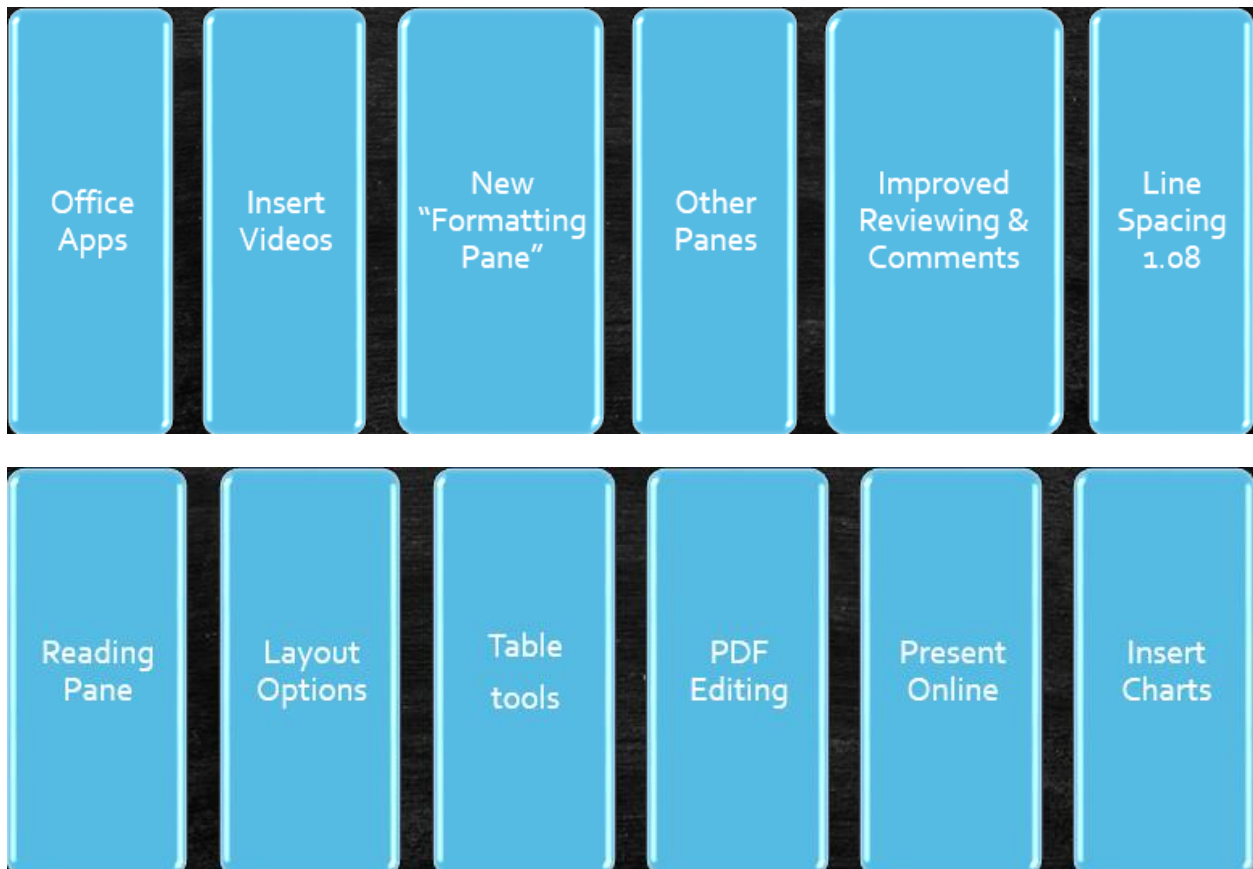 Office
Apps
Insert
Videos
New
“Formatting
Pane”
Other
Panes
Improved
Reviewing &
Comments
Line
Spacing
1.08
Reading
Pane
Layout
Options
Table
tools
PDF
Editing
Present
Online
Insert
Charts